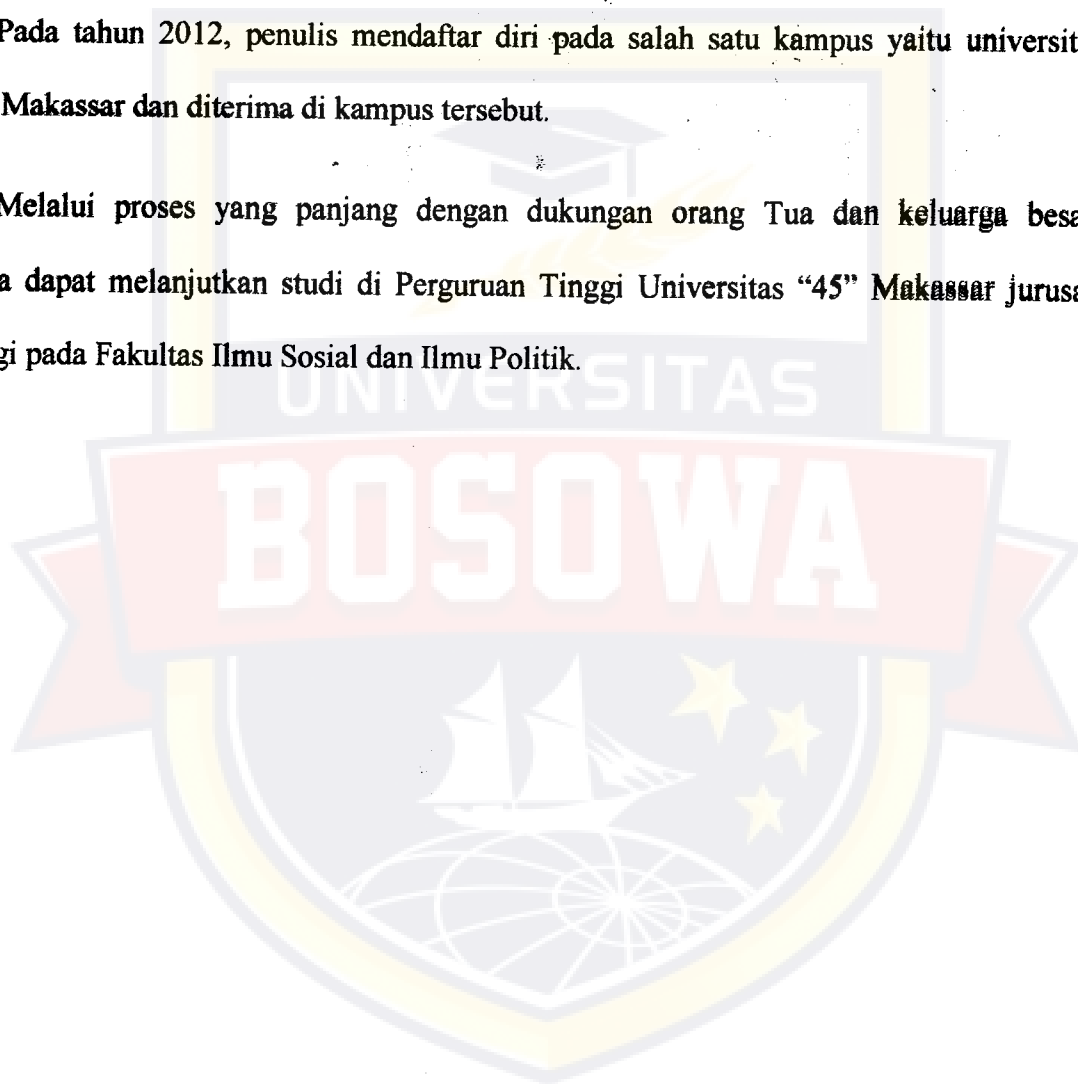 Pada tahun 2012, penulis mendaftar diri pada salah satu kampus yaitu universit
Makassar dan diterima di kampus tersebut.
Melalui proses yang panjang dengan dukungan orang Tua dan keluarga besa
a dapat melanjutkan studi di Perguruan Tinggi Universitas “45” Makassar jurusa
gi pada Fakultas Ilmu Sosial dan Ilmu Politik.
UNIVERSITAS
BOSOWA